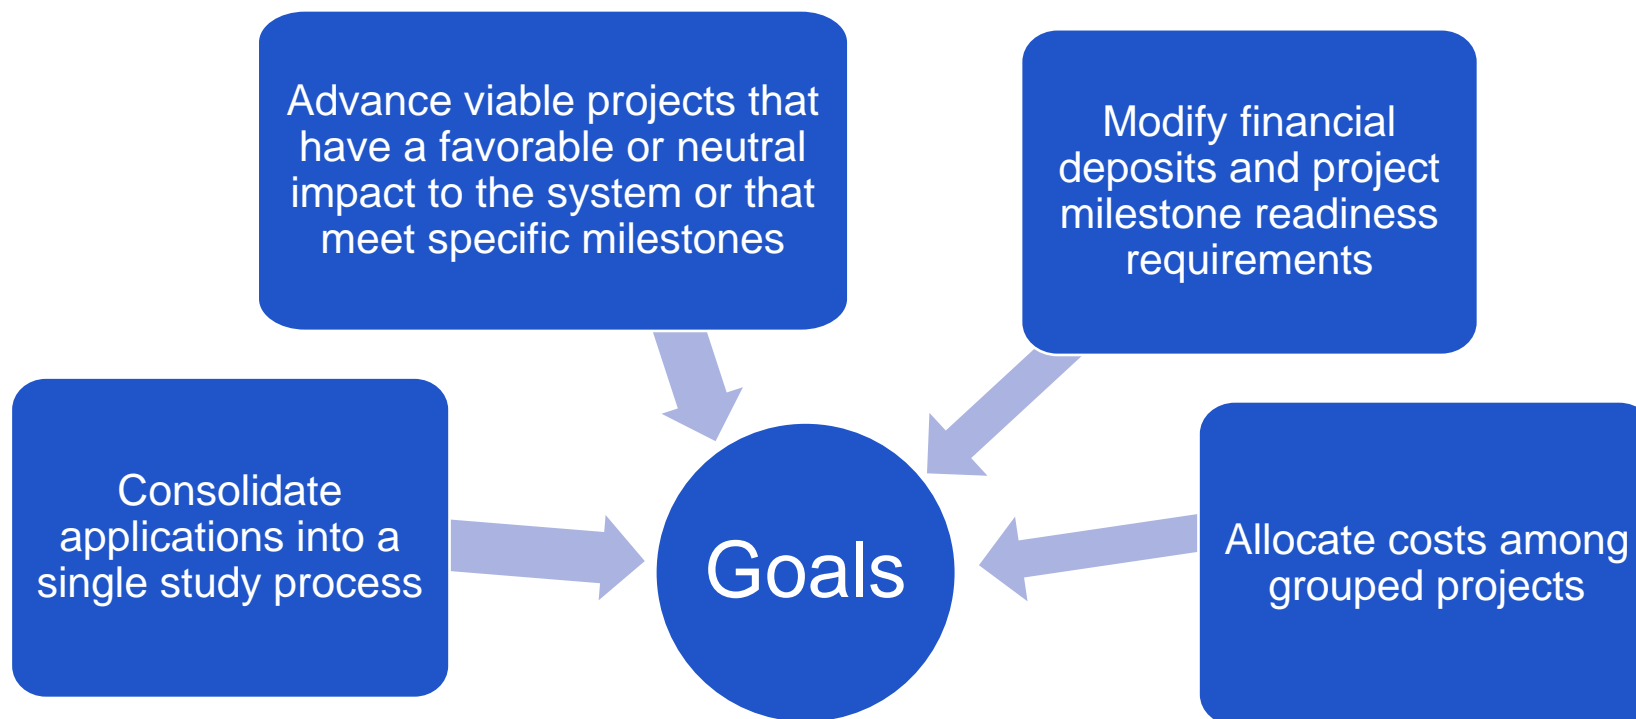 Advance viable projects that
have a favorable or neutral
impact to the system or that
meet specific milestones
Modify financial
deposits and project
milestone readiness
requirements
Consolidate
applications into a
single study process
Goals
Allocate costs among
grouped projects